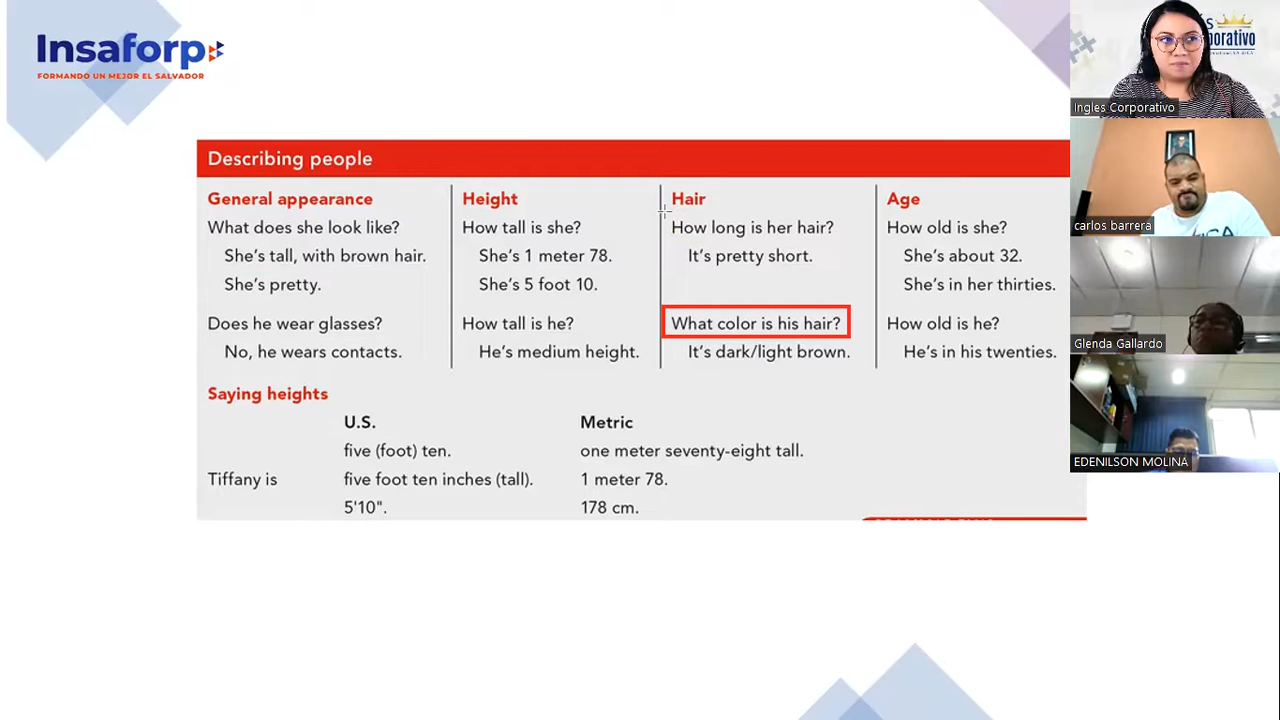 Insaforp
FORMANDO UN MEJOR EL SALVADOR
Describing people
General appearance
What does she look like?
She's tall, with brown hair.
She's pretty.
Does he wear glasses?
No, he wears contacts.
Height
How tall is she?
She's 1 meter 78.
She's 5 foot 10.
How tall is he?
He's medium height.
Hair
How long is her hair?
It's pretty short.
What color is his hair?
It's dark/light brown.
Age
How old is she?
She's about 32.
She's in her thirties.
How old is he?
He's in his twenties.
Saying heights
U.S.
Metric
five (foot) ten.
one meter seventy-eight tall.
Tiffany is
five foot ten inches (tall).
1 meter 78.
5'10".
178 cm.
Ingles Corporativo
carlos barrera
Glenda Gallardo
EDENILSON MOLINA